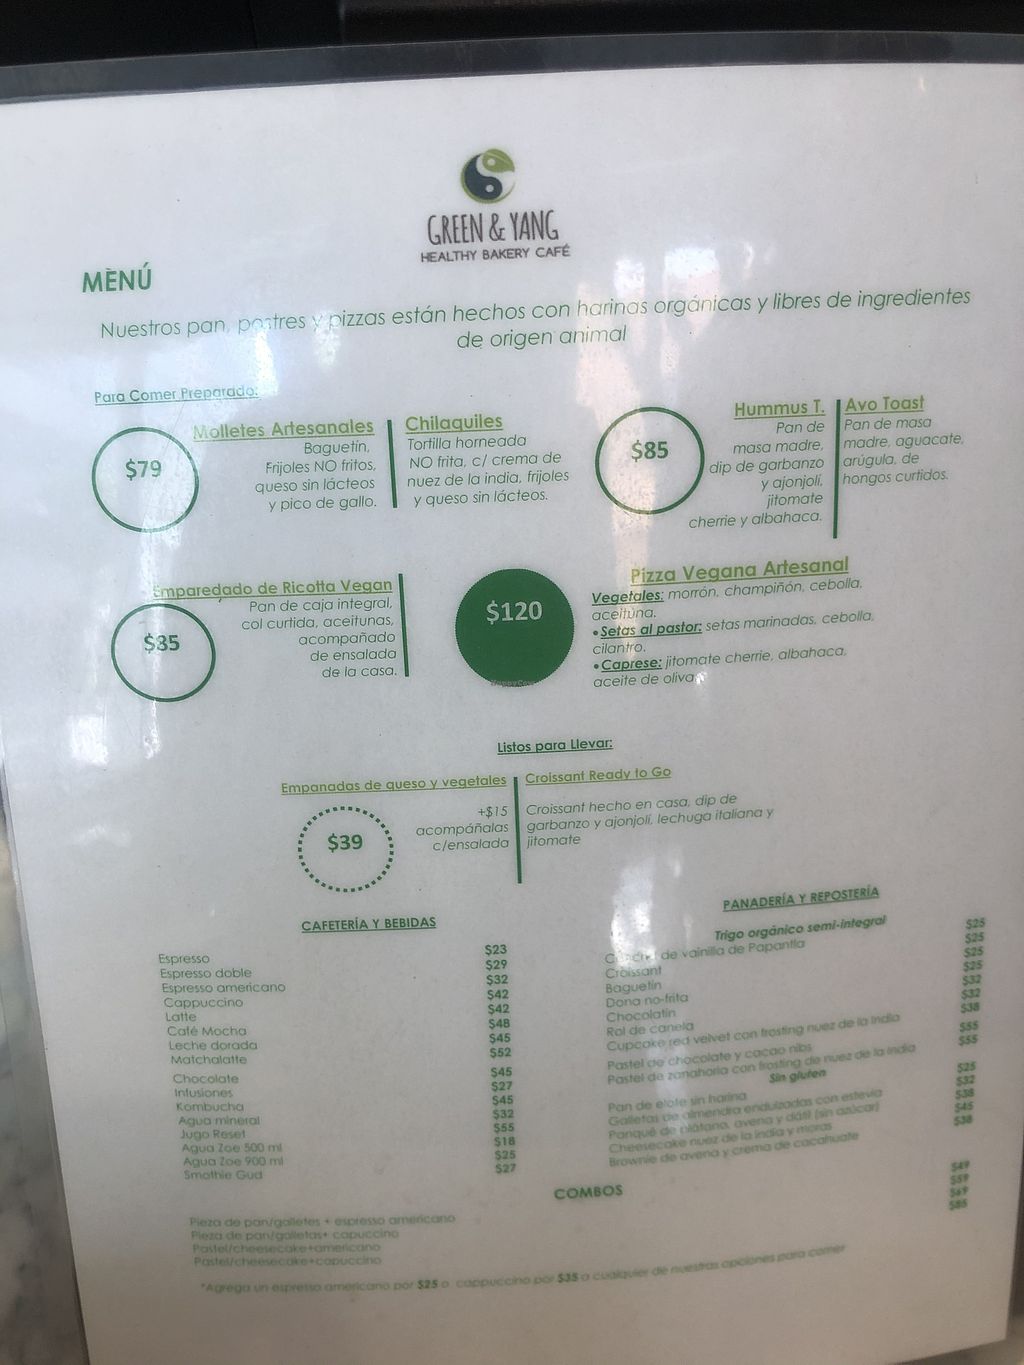 GREEN & YANG
HEALTHY BAKERY CAFÉ
MENÚ
Nuestros pan, postres y pizzas están hechos con harinas orgánicas y libres de ingredientes
de origen animal
Para Comer Preparado:
$79
Molletes Artesanales
Baguetín,
Frijoles NO fritos,
queso sin lácteos
y pico de gallo.
Chilaquiles
Tortilla horneada
NO frita, c/ crema de
nuez de la india, frijoles
y queso sin lácteos.
$85
Hummus T.
Pan de
masa madre,
dip de garbanzo
y ajonjolí,
jitomate
cherrie y albahaca.
Avo Toast
Pan de masa
madre, aguacate,
arúgula, de
hongos curtidos.
Emparedado de Ricotta Vegan
$85
Pan de caja integral,
col curtida, aceitunas,
acompañado
de ensalada
de la casa.
$120
Pizza Vegana Artesanal
Vegetales: morrón, champiñón, cebolla,
aceituna.
•Setas al pastor: setas marinadas, cebolla,
cilantro.
•Caprese: jitomate cherrie, albahaca,
aceite de oliva
Listos para Llevar:
Empanadas de queso y vegetales
$39
+$15
acompáñalas
c/ensalada
Croissant Ready to Go
Croissant hecho en casa, dip de
garbanzo y ajonjolí, lechuga italiana y
jitomate
CAFETERÍA Y BEBIDAS
Espresso $23
Espresso doble $29
Espresso americano $32
Cappuccino $42
Latte $42
Café Mocha $48
Leche dorada $45
Matchalatte $52
Chocolate $45
Infusiones $27
Kombucha $45
Agua mineral $32
Jugo Reset $55
Agua Zoe 500 ml $18
Agua Zoe 900 ml $25
Smothie Gud $27
PANADERÍA Y REPOSTERÍA
Trigo orgánico semi-integral
Concha de vainilla de Papantla $25
Croissant $25
Baguetín $25
Dona no-frita $25
Chocolatín $32
Rol de canela $32
Cupcake red velvet con frosting nuez de la India $38
Pastel de chocolate y cacao nibs $55
Pastel de zanahoria con frosting de nuez de la India $55
Sin gluten
Pan de elote sin harina $25
Galletas de almendra endulzadas con estevia $32
Panqué de plátano, avena y dátil (sin azúcar) $38
Cheesecake nuez de la india y moras $45
Brownie de avena y crema de cacahuate $38
COMBOS
Pieza de pan/galletes + espresso americano $49
Pieza de pan/galletas+ capuccino $59
Pastel/cheesecake+americano $69
Pastel/cheesecake+capuccino $85
*Agrega un espresso americano por $25 o cappuccino por $35 a cualquier de nuestras opciones para comer